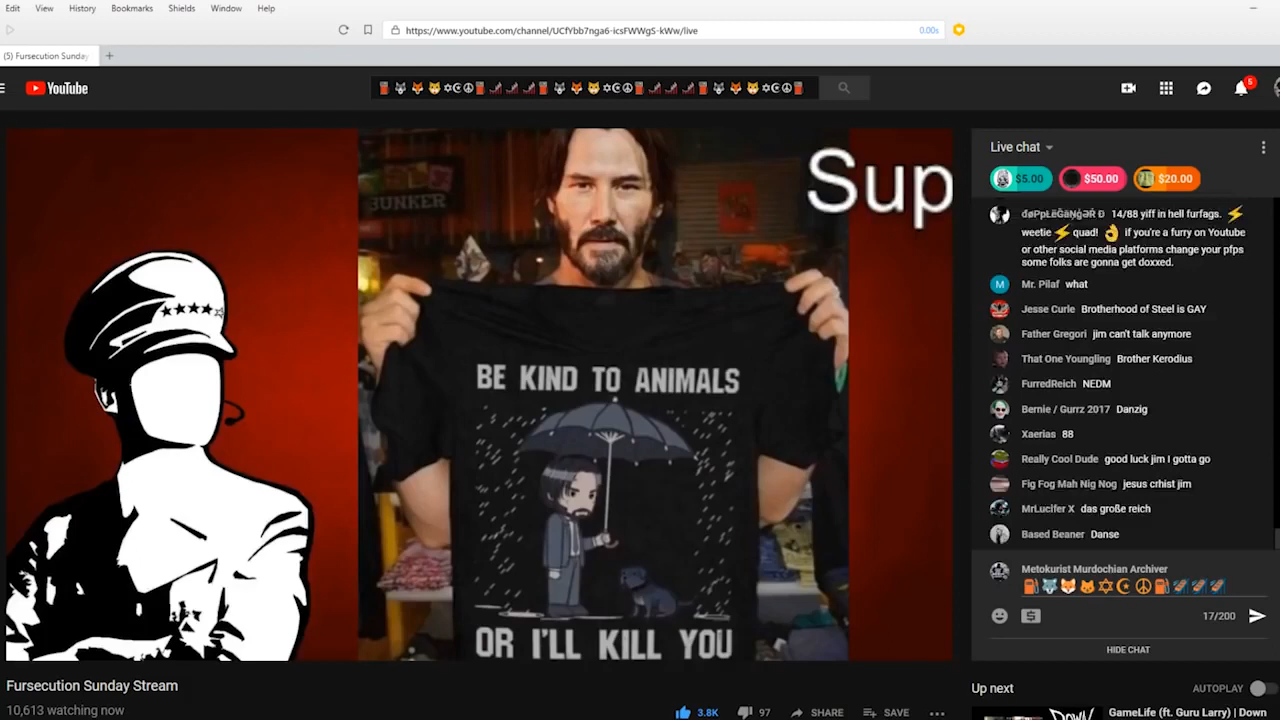 Edit View History Bookmarks Shields Window Help
https://www.youtube.com/channel/UCfYbb7nga6-icsFWWgS-kWw/live 0.00s
(5) Fursecution Sunday
YouTube
5
BUNKER
Sup
BE KIND TO ANIMALS
OR I'LL KILL YOU
Fursecution Sunday Stream
10,613 watching now
3.8K 97 SHARE SAVE
Live chat
$5.00 $50.00 $20.00
14/88 yiff in hell furfags. ⚡
weetie ⚡ quad! 👌 if you're a furry on Youtube
or other social media platforms change your pfps
some folks are gonna get doxxed.
M Mr. Pilaf what
Jesse Curle Brotherhood of Steel is GAY
Father Gregori jim can't talk anymore
That One Youngling Brother Kerodius
FurredReich NEDM
Bernie / Gurrz 2017 Danzig
Xaerias 88
Really Cool Dude good luck jim I gotta go
Fig Fog Mah Nig Nog jesus crhist jim
MrLucifer X das große reich
Based Beaner Danse
Metokurist Murdochian Archiver
17/200
HIDE CHAT
Up next AUTOPLAY
GameLife (ft. Guru Larry) | Down